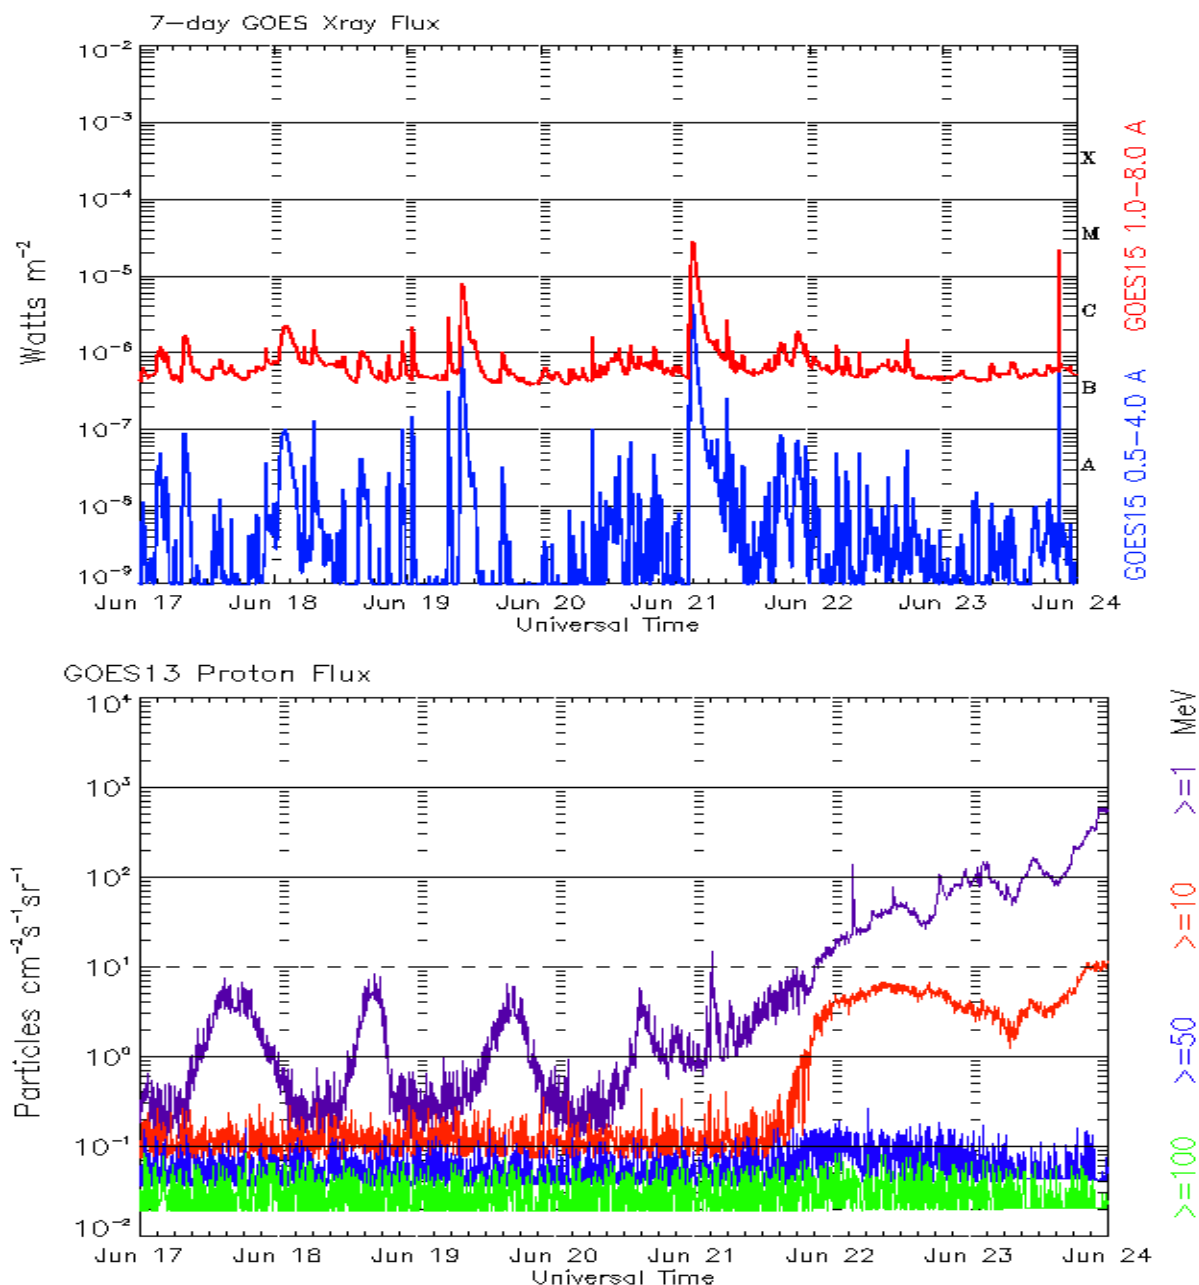 7-day GOES Xray Flux
10⁻²
10⁻³
10⁻⁴
10⁻⁵
10⁻⁶
10⁻⁷
10⁻⁸
10⁻⁹
Watts m⁻²
X
M
C
B
A
GOES15 1.0-8.0 A
GOES15 0.5-4.0 A
Jun 17 Jun 18 Jun 19 Jun 20 Jun 21 Jun 22 Jun 23 Jun 24
Universal Time
GOES13 Proton Flux
10⁴
10³
10²
10¹
10⁰
10⁻¹
10⁻²
Particles cm⁻²s⁻¹sr⁻¹
>=1 MeV
>=10
>=50
>=100
Jun 17 Jun 18 Jun 19 Jun 20 Jun 21 Jun 22 Jun 23 Jun 24
Universal Time